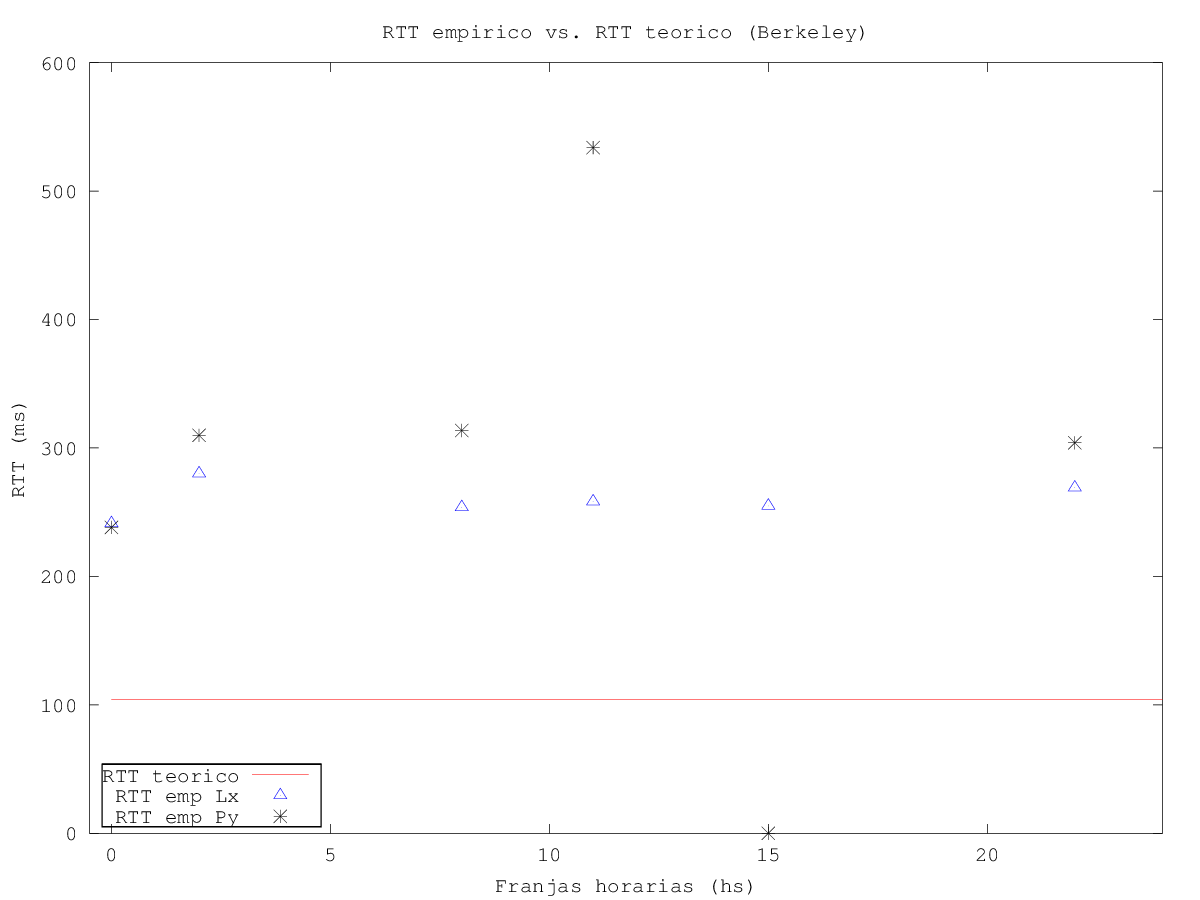 RTT empirico vs. RTT teorico (Berkeley)
600
500
400
300
200
100
0
RTT (ms)
RTT teorico
RTT emp Lx
RTT emp Py
0 5 10 15 20
Franjas horarias (hs)